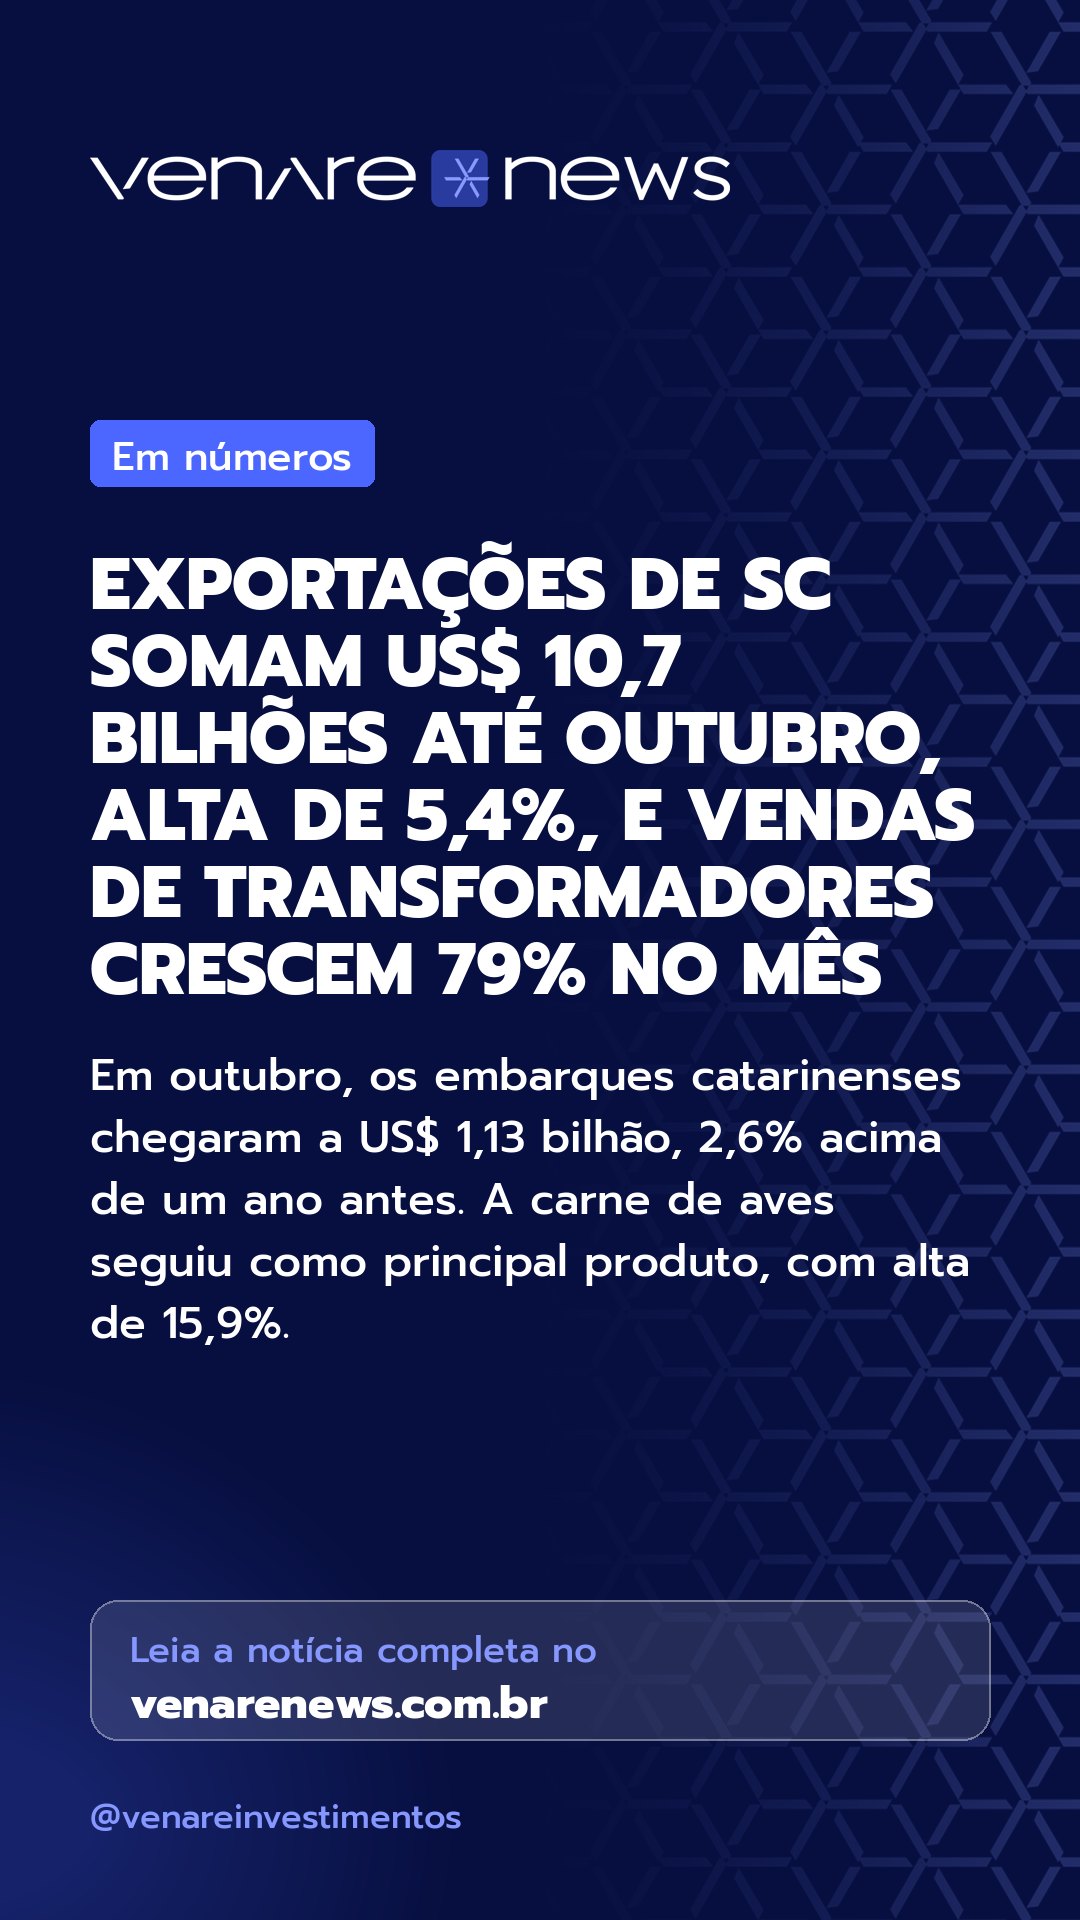 venare news
Em números
EXPORTAÇÕES DE SC
SOMAM US$ 10,7
BILHÕES ATÉ OUTUBRO,
ALTA DE 5,4%, E VENDAS
DE TRANSFORMADORES
CRESCEM 79% NO MÊS
Em outubro, os embarques catarinenses
chegaram a US$ 1,13 bilhão, 2,6% acima
de um ano antes. A carne de aves
seguiu como principal produto, com alta
de 15,9%.
Leia a notícia completa no
venarenews.com.br
@venareinvestimentos